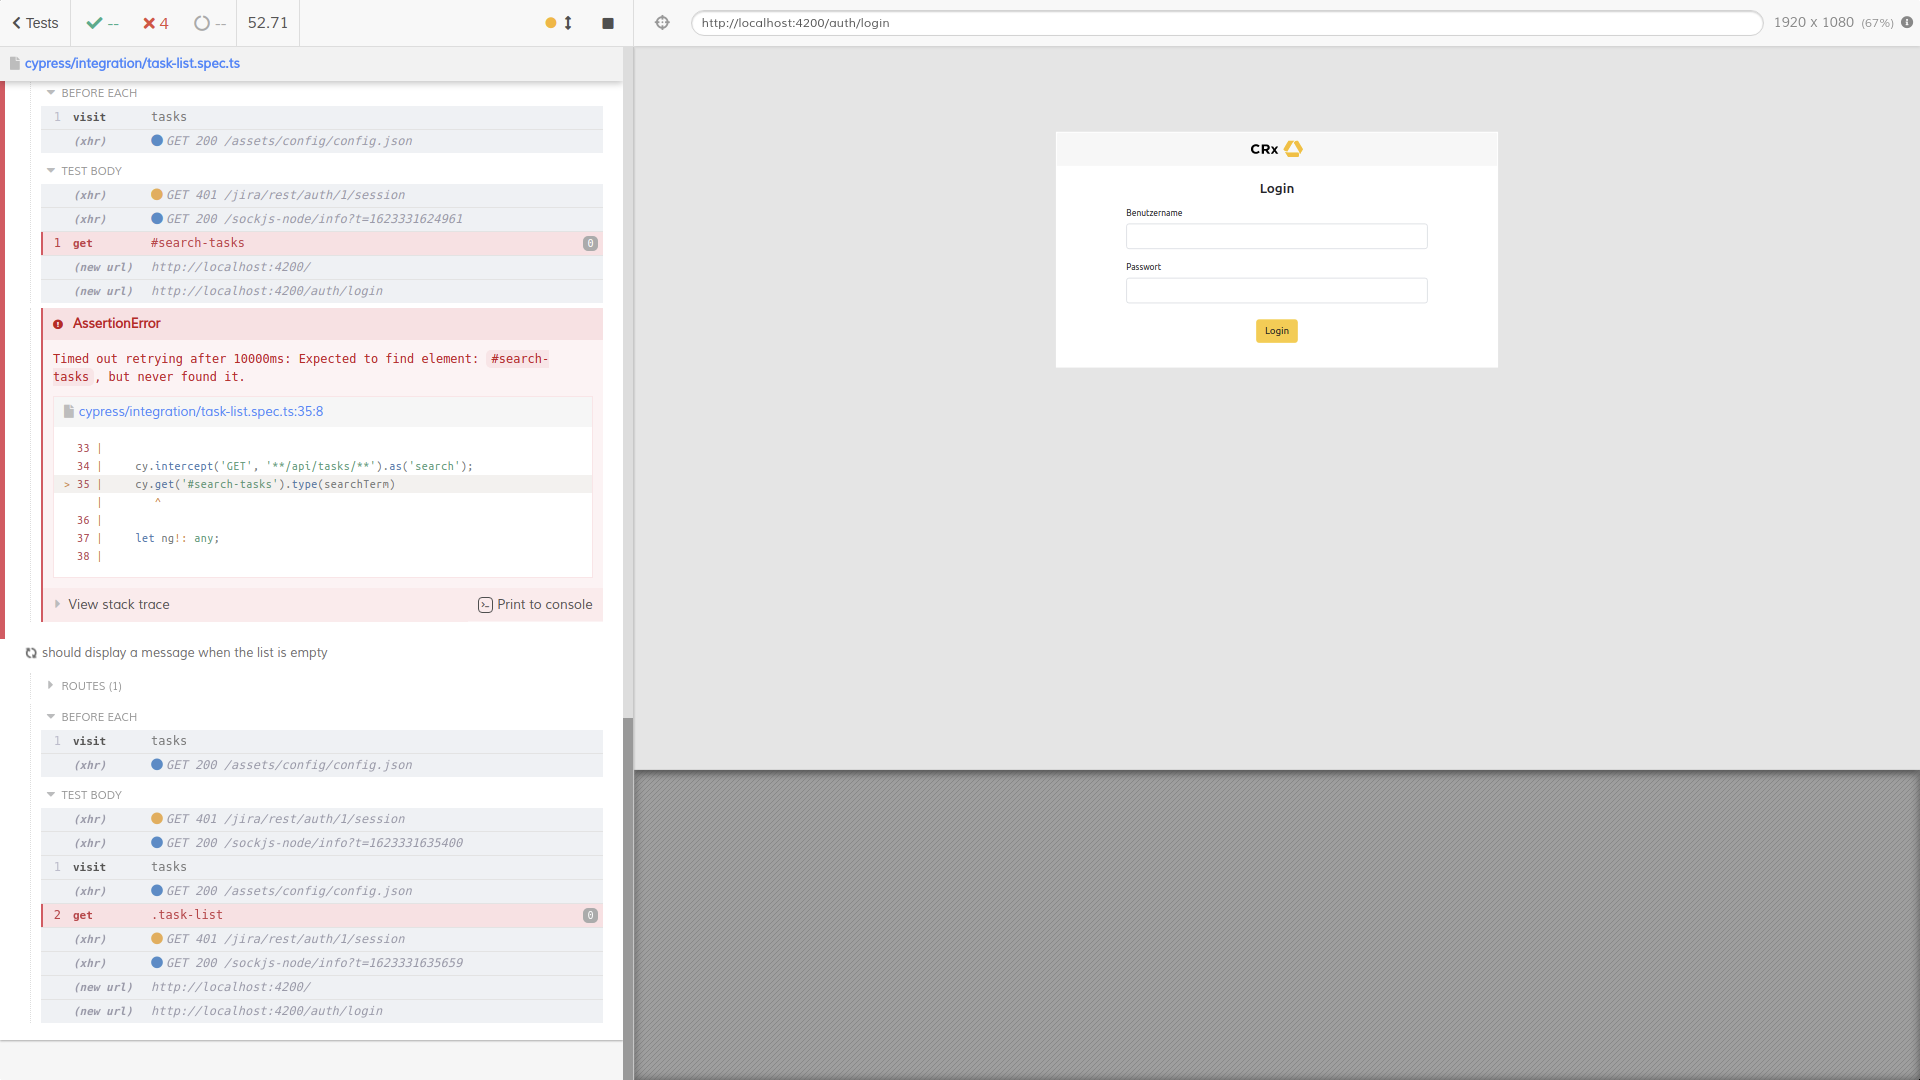 Tests
--
4
--
52.71
http://localhost:4200/auth/login
1920 x 1080 (67%)
cypress/integration/task-list.spec.ts
BEFORE EACH
1 visit tasks
(xhr) GET 200 /assets/config/config.json
TEST BODY
(xhr) GET 401 /jira/rest/auth/1/session
(xhr) GET 200 /sockjs-node/info?t=1623331624961
1 get #search-tasks 0
(new url) http://localhost:4200/
(new url) http://localhost:4200/auth/login
AssertionError
Timed out retrying after 10000ms: Expected to find element: #search-
tasks, but never found it.
cypress/integration/task-list.spec.ts:35:8
33 |
34 | cy.intercept('GET', '**/api/tasks/**').as('search');
> 35 | cy.get('#search-tasks').type(searchTerm)
| ^
36 |
37 | let ng!: any;
38 |
View stack trace
Print to console
should display a message when the list is empty
ROUTES (1)
BEFORE EACH
1 visit tasks
(xhr) GET 200 /assets/config/config.json
TEST BODY
(xhr) GET 401 /jira/rest/auth/1/session
(xhr) GET 200 /sockjs-node/info?t=1623331635400
1 visit tasks
(xhr) GET 200 /assets/config/config.json
2 get .task-list 0
(xhr) GET 401 /jira/rest/auth/1/session
(xhr) GET 200 /sockjs-node/info?t=1623331635659
(new url) http://localhost:4200/
(new url) http://localhost:4200/auth/login
CRx
Login
Benutzername
Passwort
Login